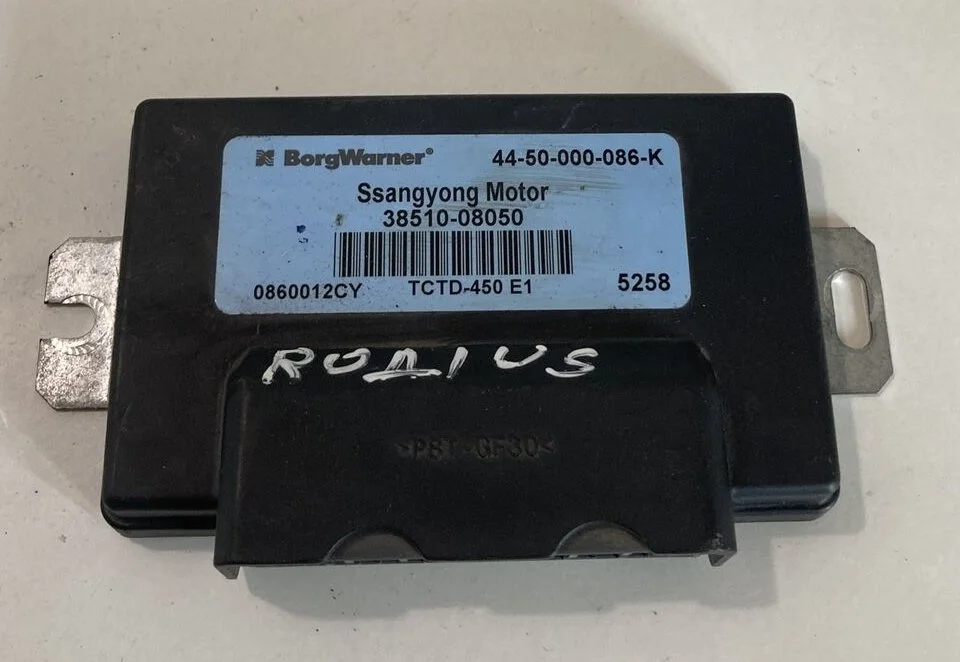 BorgWarner® 44-50-000-086-K
Ssangyong Motor
38510-08050
0860012CY TCTD-450 E1 5258
RODIUS
>PBT-GF30<